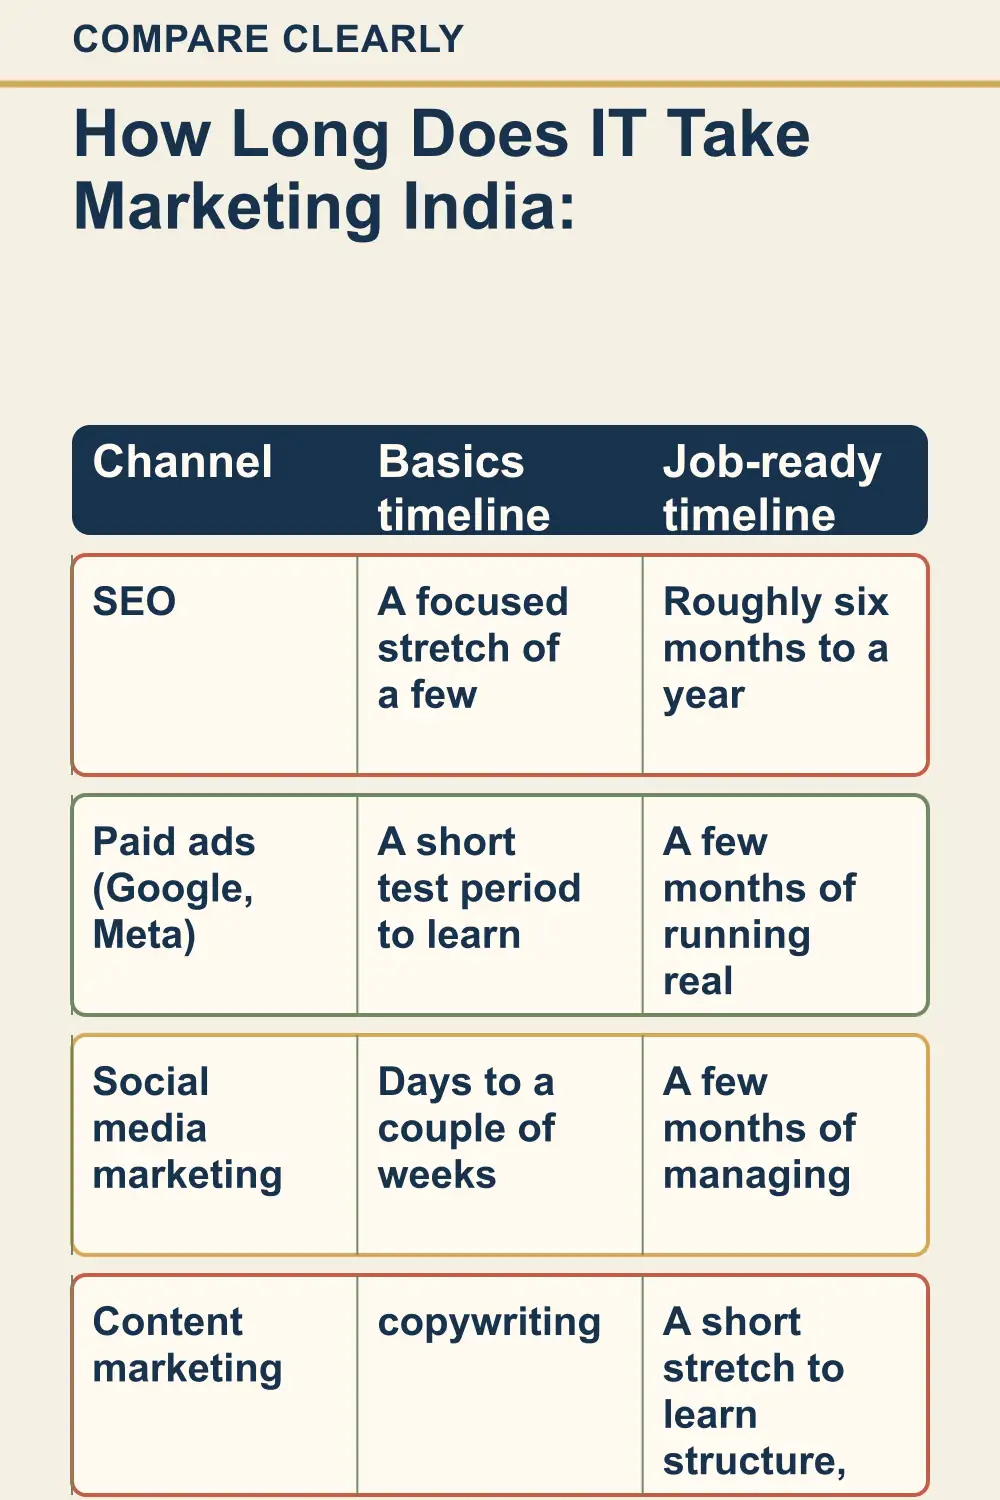 COMPARE CLEARLY
How Long Does IT Take
Marketing India:
Channel
Basics
timeline
Job-ready
timeline
SEO
A focused
stretch of
a few
Roughly six
months to a
year
Paid ads
(Google,
Meta)
A short
test period
to learn
A few
months of
running
real
Social
media
marketing
Days to a
couple of
weeks
A few
months of
managing
Content
marketing
copywriting
A short
stretch to
learn
structure,